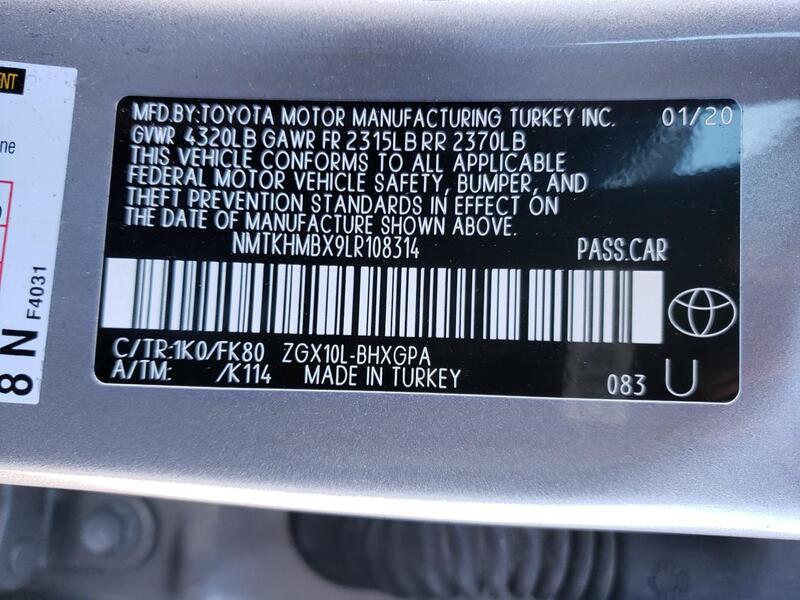 MFD.BY:TOYOTA MOTOR MANUFACTURING TURKEY INC. 01/20
GVWR 4320LB GAWR FR 2315LB RR 2370LB
THIS VEHICLE CONFORMS TO ALL APPLICABLE
FEDERAL MOTOR VEHICLE SAFETY, BUMPER, AND
THEFT PREVENTION STANDARDS IN EFFECT ON
THE DATE OF MANUFACTURE SHOWN ABOVE.
NMTKHMBX9LR108314 PASS.CAR
C/TR:1K0/FK80 ZGX10L-BHXGPA
A/TM: /K114 MADE IN TURKEY
083 U
8 N
F4031